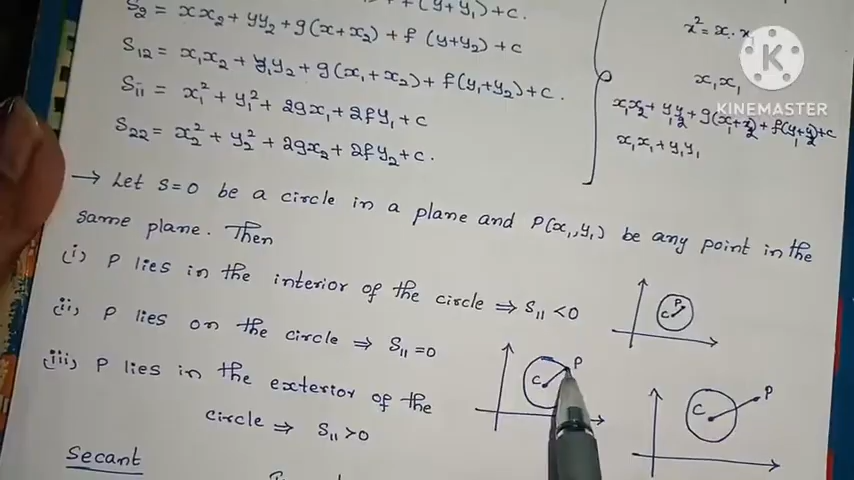 + (y+y₁)+c.
S₂ = xx₂ + yy₂ + g(x+x₂) + f(y+y₂) + c
S₁₂ = x₁x₂ + y₁y₂ + g(x₁+x₂) + f(y₁+y₂) + c.
S₁₁ = x₁² + y₁² + 2gx₁ + 2fy₁ + c
S₂₂ = x₂² + y₂² + 2gx₂ + 2fy₂ + c.
x² = x.x
x₁x₁
x₁x₂ + y₁y₂ + g(x₁+x₂) + f(y₁+y₂)+c
x₁x₁ + y₁y₁
K
KINEMASTER
→ Let S=0 be a circle in a plane and P(x₁,y₁) be any point in the
same plane. Then
(i) P lies in the interior of the circle ⇒ S₁₁ < 0
(ii) P lies on the circle ⇒ S₁₁ = 0
(iii) P lies in the exterior of the
circle ⇒ S₁₁ > 0
C P
C P
C P
Secant